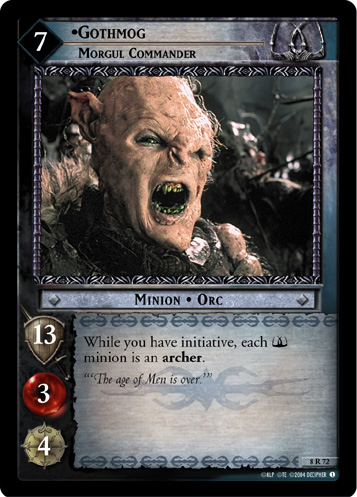 7
•Gothmog
Morgul Commander
Minion • Orc
13
3
4
While you have initiative, each
minion is an archer.
“‘The age of Men is over.’”
8 R 72
©NLP ©TE ©2004 DECIPHER